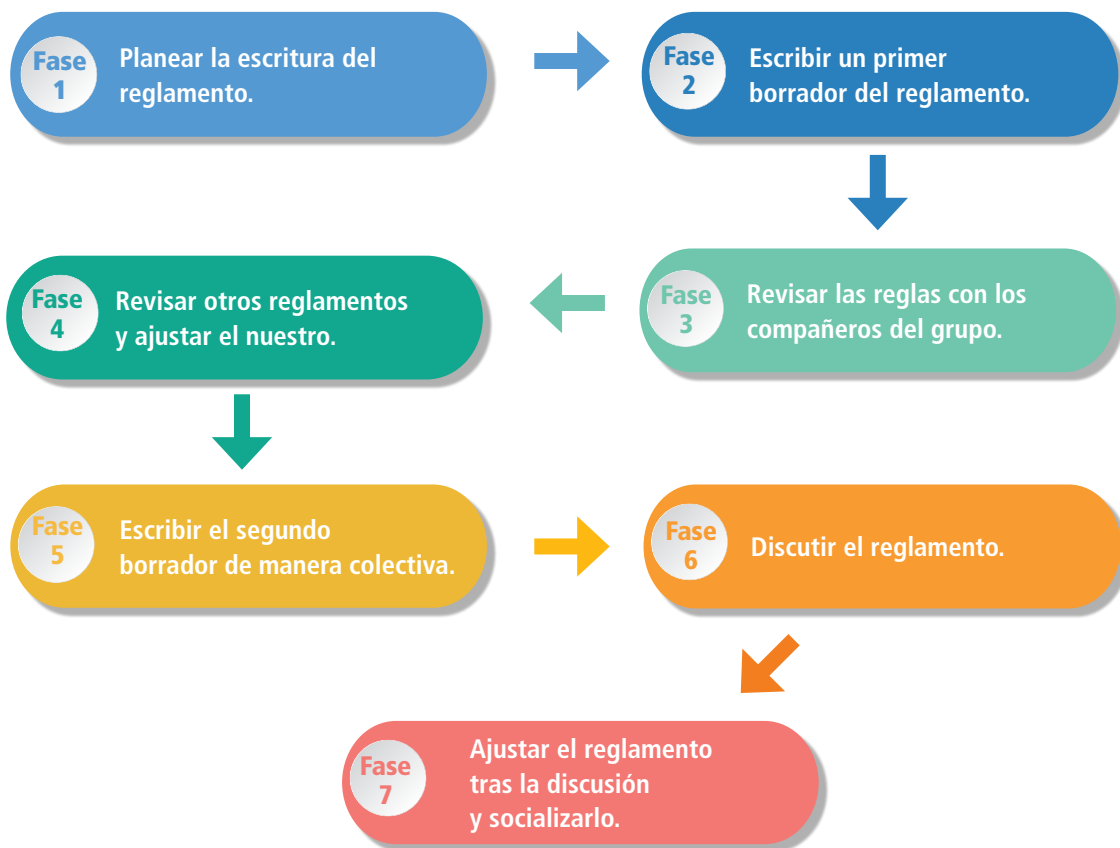 Fase
1
Planear la escritura del
reglamento.
Fase
2
Escribir un primer
borrador del reglamento.
Fase
3
Revisar las reglas con los
compañeros del grupo.
Fase
4
Revisar otros reglamentos
y ajustar el nuestro.
Fase
5
Escribir el segundo
borrador de manera colectiva.
Fase
6
Discutir el reglamento.
Fase
7
Ajustar el reglamento
tras la discusión
y socializarlo.